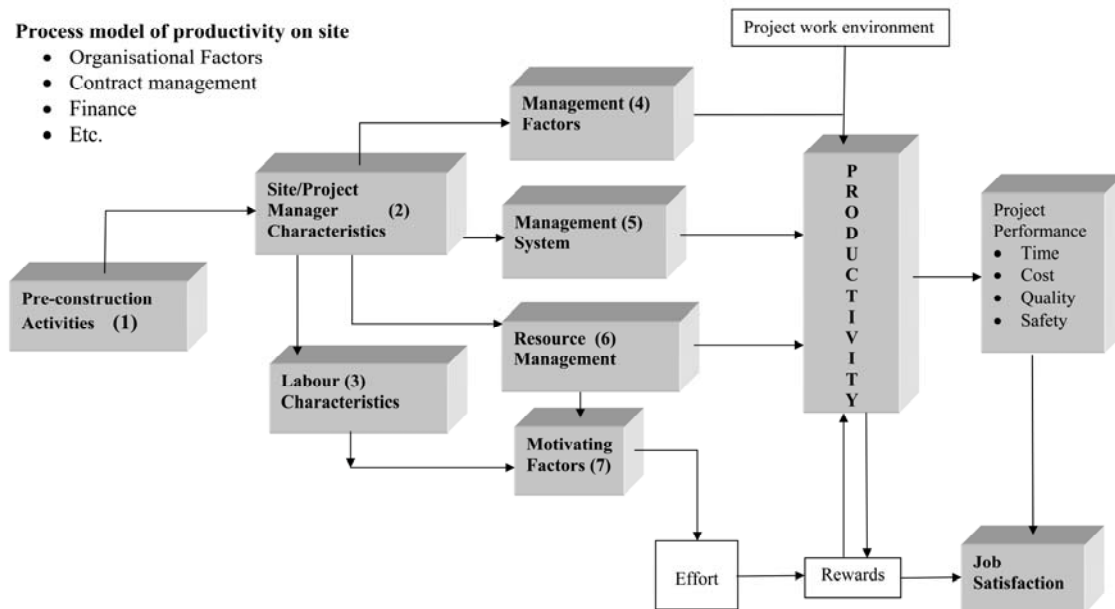 Process model of productivity on site
• Organisational Factors
• Contract management
• Finance
• Etc.
Project work environment
Management (4)
Factors
Site/Project
Manager (2)
Characteristics
Management (5)
System
Pre-construction
Activities (1)
Resource (6)
Management
Labour (3)
Characteristics
Motivating
Factors (7)
PRODUCTIVITY
Project
Performance
• Time
• Cost
• Quality
• Safety
Effort
Rewards
Job
Satisfaction